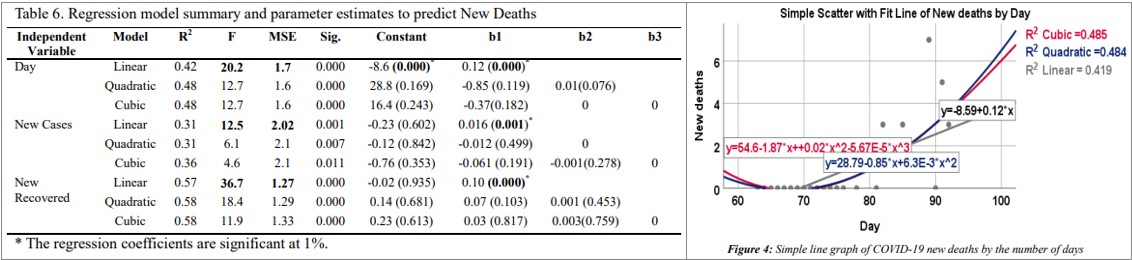 Table 6. Regression model summary and parameter estimates to predict New Deaths
Independent Variable Model R² F MSE Sig. Constant b1 b2 b3
Day Linear 0.42 20.2 1.7 0.000 -8.6 (0.000)* 0.12 (0.000)*
Quadratic 0.48 12.7 1.6 0.000 28.8 (0.169) -0.85 (0.119) 0.01(0.076)
Cubic 0.48 12.7 1.6 0.000 16.4 (0.243) -0.37(0.182) 0 0
New Cases Linear 0.31 12.5 2.02 0.001 -0.23 (0.602) 0.016 (0.001)*
Quadratic 0.31 6.1 2.1 0.007 -0.12 (0.842) -0.012 (0.499) 0
Cubic 0.36 4.6 2.1 0.011 -0.76 (0.353) -0.061 (0.191) -0.001(0.278) 0
New Recovered Linear 0.57 36.7 1.27 0.000 -0.02 (0.935) 0.10 (0.000)*
Quadratic 0.58 18.4 1.29 0.000 0.14 (0.681) 0.07 (0.103) 0.001 (0.453)
Cubic 0.58 11.9 1.33 0.000 0.23 (0.613) 0.03 (0.817) 0.003(0.759) 0
* The regression coefficients are significant at 1%.
Simple Scatter with Fit Line of New deaths by Day
R² Cubic =0.485
R² Quadratic =0.484
R² Linear = 0.419
New deaths
6
4
2
0
y=-8.59+0.12*x
y=54.6-1.87*x++0.02*x^2-5.67E-5*x^3
y=28.79-0.85*x+6.3E-3*x^2
60 70 80 90 100
Day
Figure 4: Simple line graph of COVID-19 new deaths by the number of days